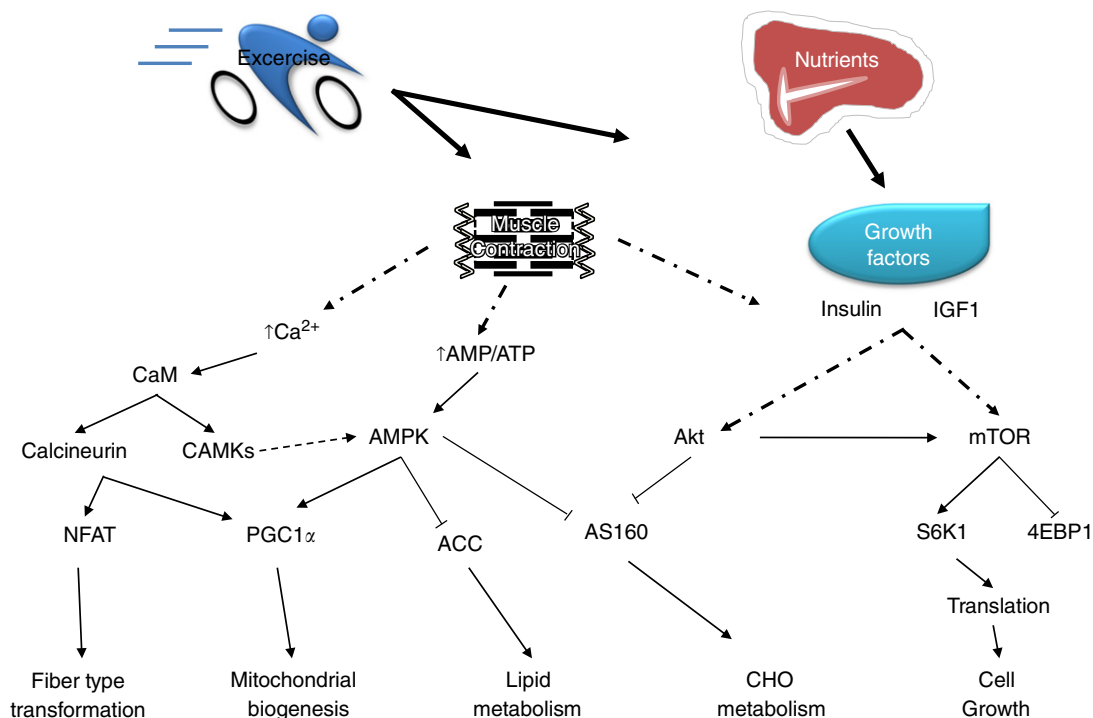 Excercise
Nutrients
Muscle
Contraction
Growth
factors
Insulin IGF1
↑Ca²⁺
↑AMP/ATP
CaM
Calcineurin CAMKs AMPK Akt mTOR
NFAT PGC1α ACC AS160 S6K1 4EBP1
Translation
Fiber type
transformation
Mitochondrial
biogenesis
Lipid
metabolism
CHO
metabolism
Cell
Growth